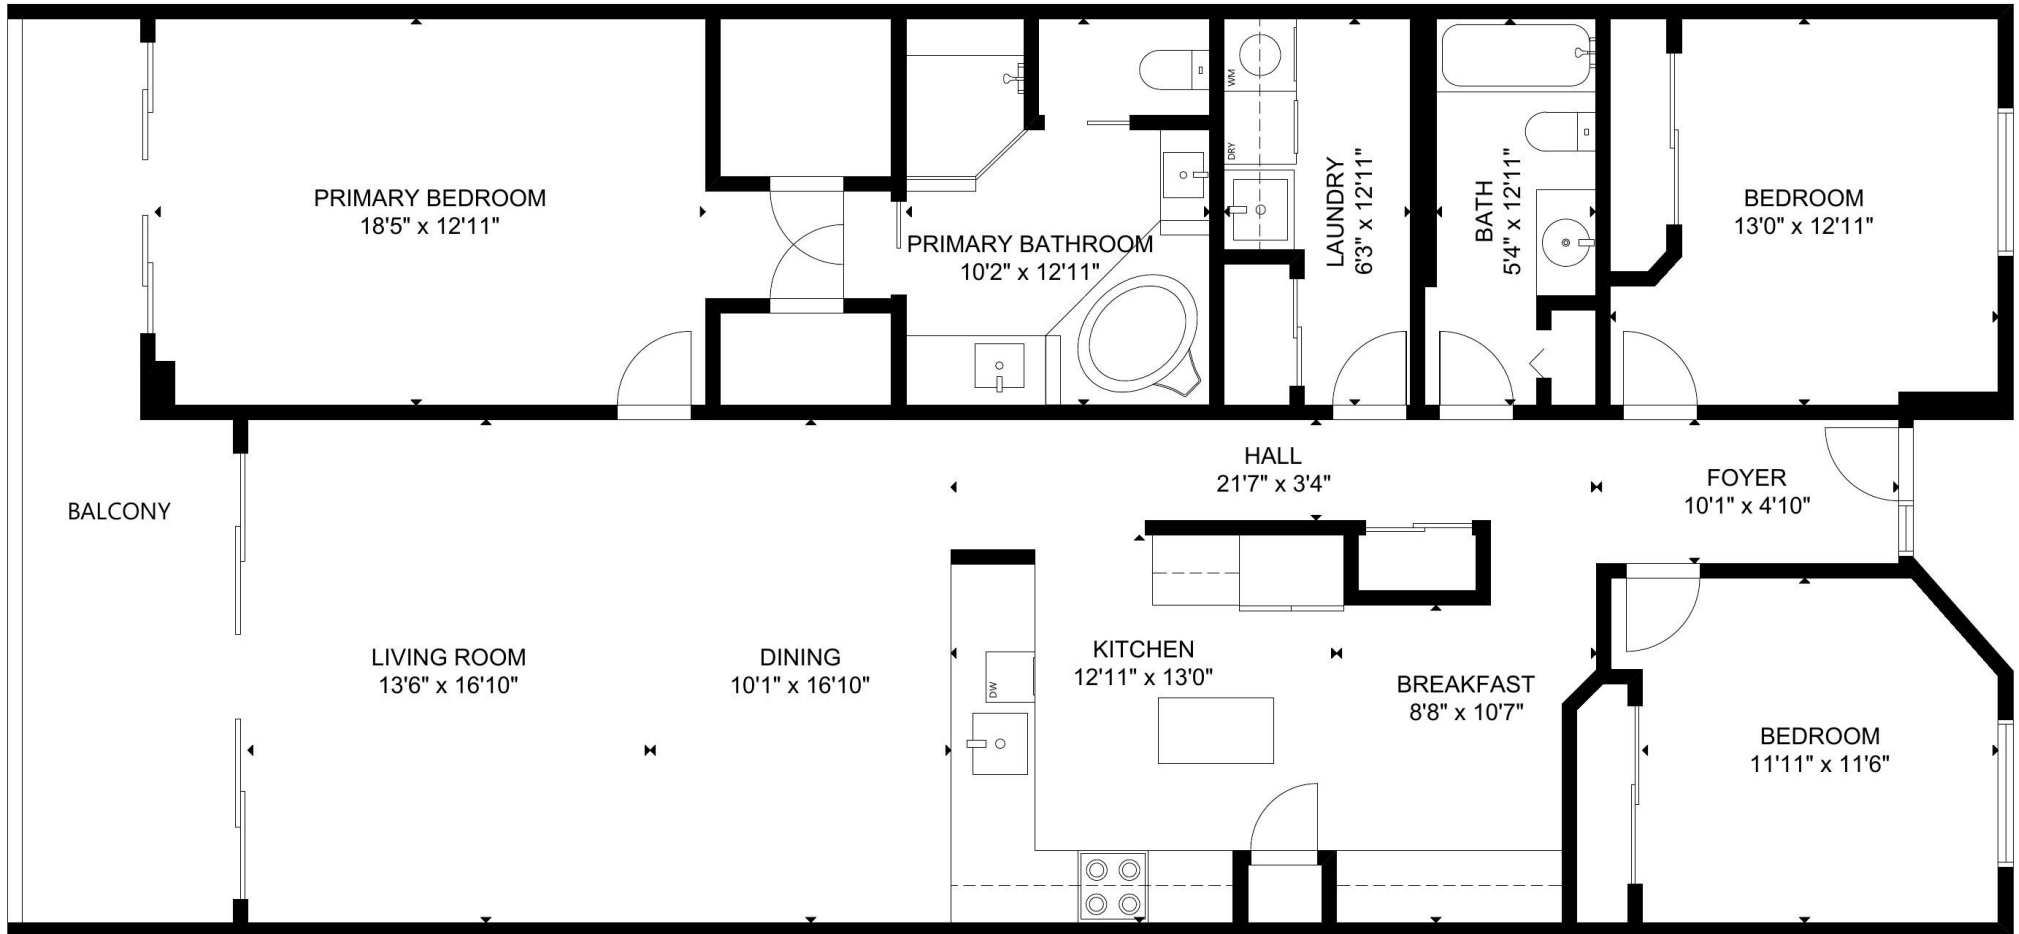 PRIMARY BEDROOM
18'5" x 12'11"
PRIMARY BATHROOM
10'2" x 12'11"
WM
DRY
LAUNDRY
6'3" x 12'11"
BATH
5'4" x 12'11"
BEDROOM
13'0" x 12'11"
BALCONY
HALL
21'7" x 3'4"
FOYER
10'1" x 4'10"
LIVING ROOM
13'6" x 16'10"
DINING
10'1" x 16'10"
DW
KITCHEN
12'11" x 13'0"
BREAKFAST
8'8" x 10'7"
BEDROOM
11'11" x 11'6"